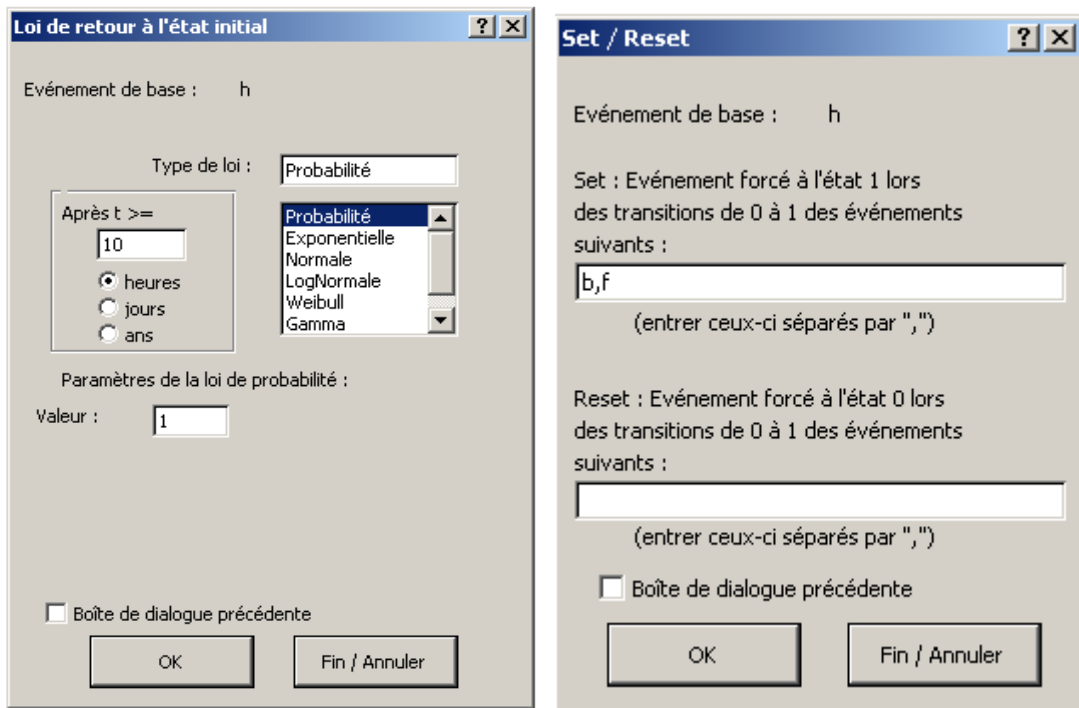 Loi de retour à l'état initial
Evénement de base : h
Type de loi : Probabilité
Après t >=
10
heures
jours
ans
Probabilité
Exponentielle
Normale
LogNormale
Weibull
Gamma
Paramètres de la loi de probabilité :
Valeur : 1
Boîte de dialogue précédente
OK
Fin / Annuler
Set / Reset
Evénement de base : h
Set : Evénement forcé à l'état 1 lors
des transitions de 0 à 1 des événements
suivants :
b,f
(entrer ceux-ci séparés par ",")
Reset : Evénement forcé à l'état 0 lors
des transitions de 0 à 1 des événements
suivants :
(entrer ceux-ci séparés par ",")
Boîte de dialogue précédente
OK
Fin / Annuler